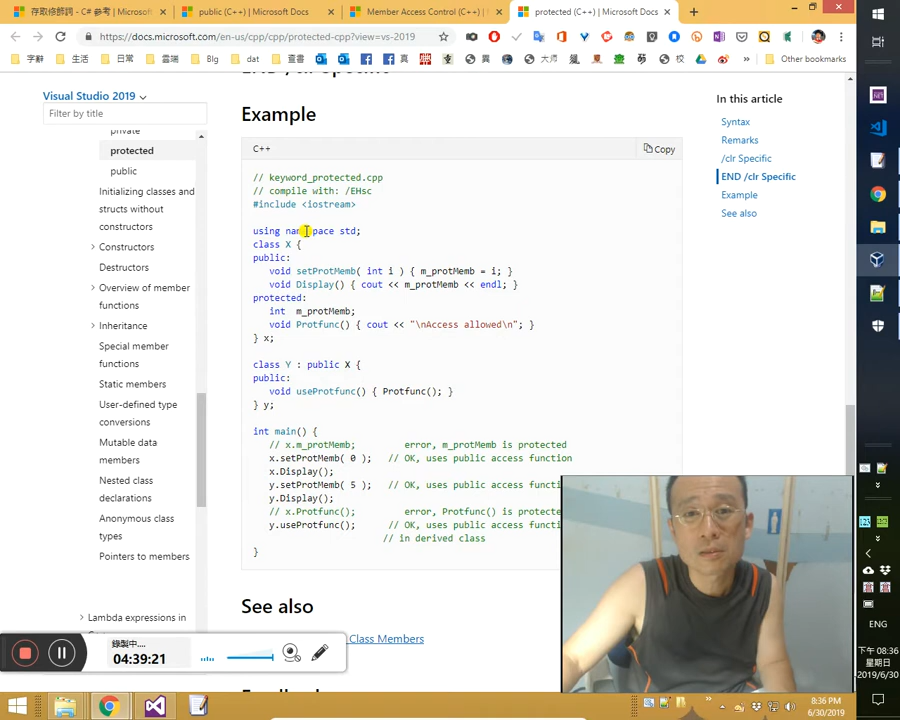 存取修飾詞 - C# 參考 | Microsoft
public (C++) | Microsoft Docs
Member Access Control (C++) |
protected (C++) | Microsoft Docs
https://docs.microsoft.com/en-us/cpp/cpp/protected-cpp?view=vs-2019
字辭
生活
日常
雲端
Blg
dat
查書
大师
校
Other bookmarks
END /clr Specific
Visual Studio 2019
Filter by title
private
protected
public
Initializing classes and
structs without
constructors
Constructors
Destructors
Overview of member
functions
Inheritance
Special member
functions
Static members
User-defined type
conversions
Mutable data
members
Nested class
declarations
Anonymous class
types
Pointers to members
Lambda expressions in
Example
C++
Copy
// keyword_protected.cpp
// compile with: /EHsc
#include <iostream>
using namespace std;
class X {
public:
void setProtMemb( int i ) { m_protMemb = i; }
void Display() { cout << m_protMemb << endl; }
protected:
int  m_protMemb;
void Protfunc() { cout << "\nAccess allowed\n"; }
} x;
class Y : public X {
public:
void useProtfunc() { Protfunc(); }
} y;
int main() {
// x.m_protMemb;         error, m_protMemb is protected
x.setProtMemb( 0 );   // OK, uses public access function
x.Display();
y.setProtMemb( 5 );   // OK, uses public access functi
y.Display();
// x.Protfunc();         error, Protfunc() is protecte
y.useProtfunc();      // OK, uses public access functi
// in derived class
}
See also
Class Members
In this article
Syntax
Remarks
/clr Specific
END /clr Specific
Example
See also
錄製中....
04:39:21
ENG
下午 08:36
星期日
2019/6/30
8:36 PM
6/30/2019